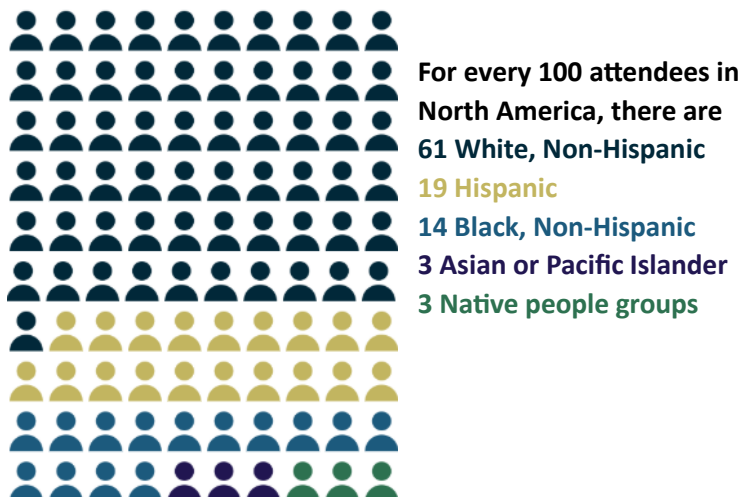 For every 100 attendees in
North America, there are
61 White, Non-Hispanic
19 Hispanic
14 Black, Non-Hispanic
3 Asian or Pacific Islander
3 Native people groups